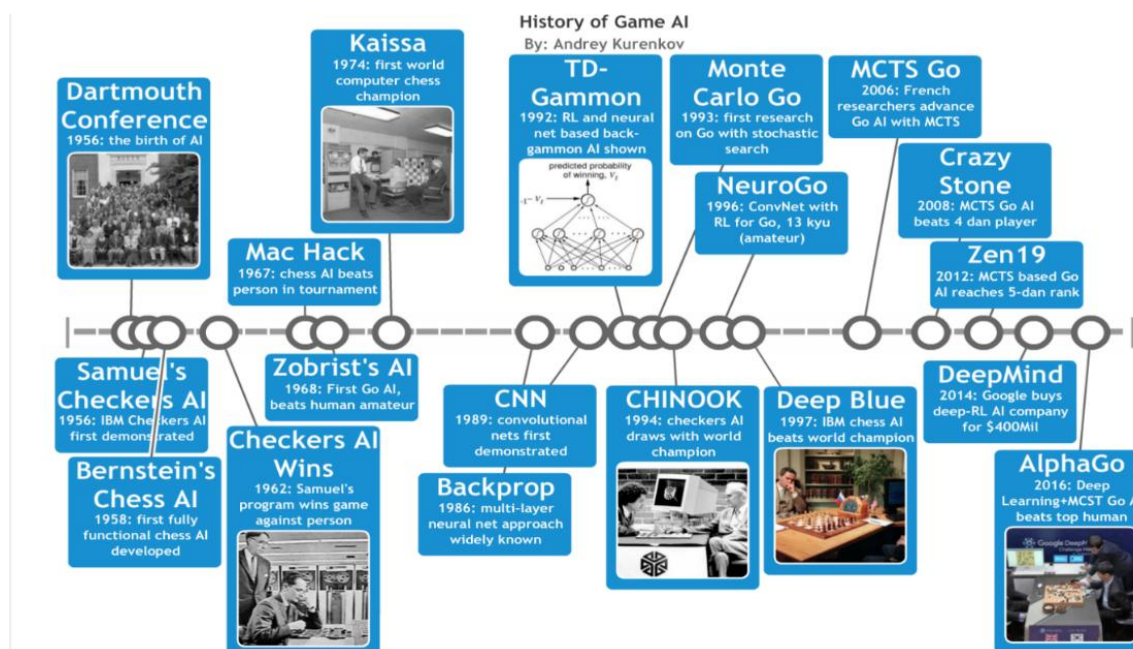 History of Game AI
By: Andrey Kurenkov
Dartmouth
Conference
1956: the birth of AI
Kaissa
1974: first world
computer chess
champion
Mac Hack
1967: chess AI beats
person in tournament
TD-
Gammon
1992: RL and neural
net based back-
gammon AI shown
predicted probability
of winning, V
Monte
Carlo Go
1993: first research
on Go with stochastic
search
NeuroGo
1996: ConvNet with
RL for Go, 13 kyu
(amateur)
MCTS Go
2006: French
researchers advance
Go AI with MCTS
Crazy
Stone
2008: MCTS Go AI
beats 4 dan player
Zen19
2012: MCTS based Go
AI reaches 5-dan rank
Samuel's
Checkers AI
1956: IBM Checkers AI
first demonstrated
Bernstein's
Chess AI
1958: first fully
functional chess AI
developed
Checkers AI
Wins
1962: Samuel's
program wins game
against person
Zobrist's AI
1968: First Go AI,
beats human amateur
CNN
1989: convolutional
nets first
demonstrated
Backprop
1986: multi-layer
neural net approach
widely known
CHINOOK
1994: checkers AI
draws with world
champion
Deep Blue
1997: IBM chess AI
beats world champion
DeepMind
2014: Google buys
deep-RL AI company
for $400Mil
AlphaGo
2016: Deep
Learning+MCST Go A
beats top human
Google DeepM